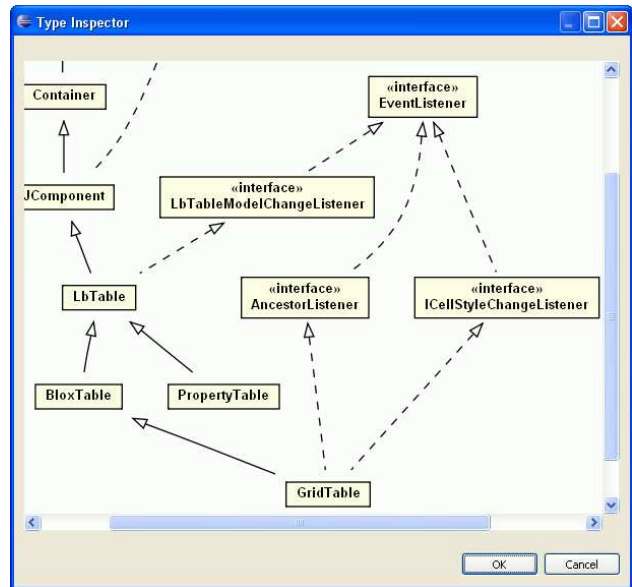 Type Inspector
Container
«interface»
EventListener
JComponent
«interface»
LbTableModelChangeListener
LbTable
«interface»
AncestorListener
«interface»
ICellStyleChangeListener
BloxTable
PropertyTable
GridTable
OK
Cancel